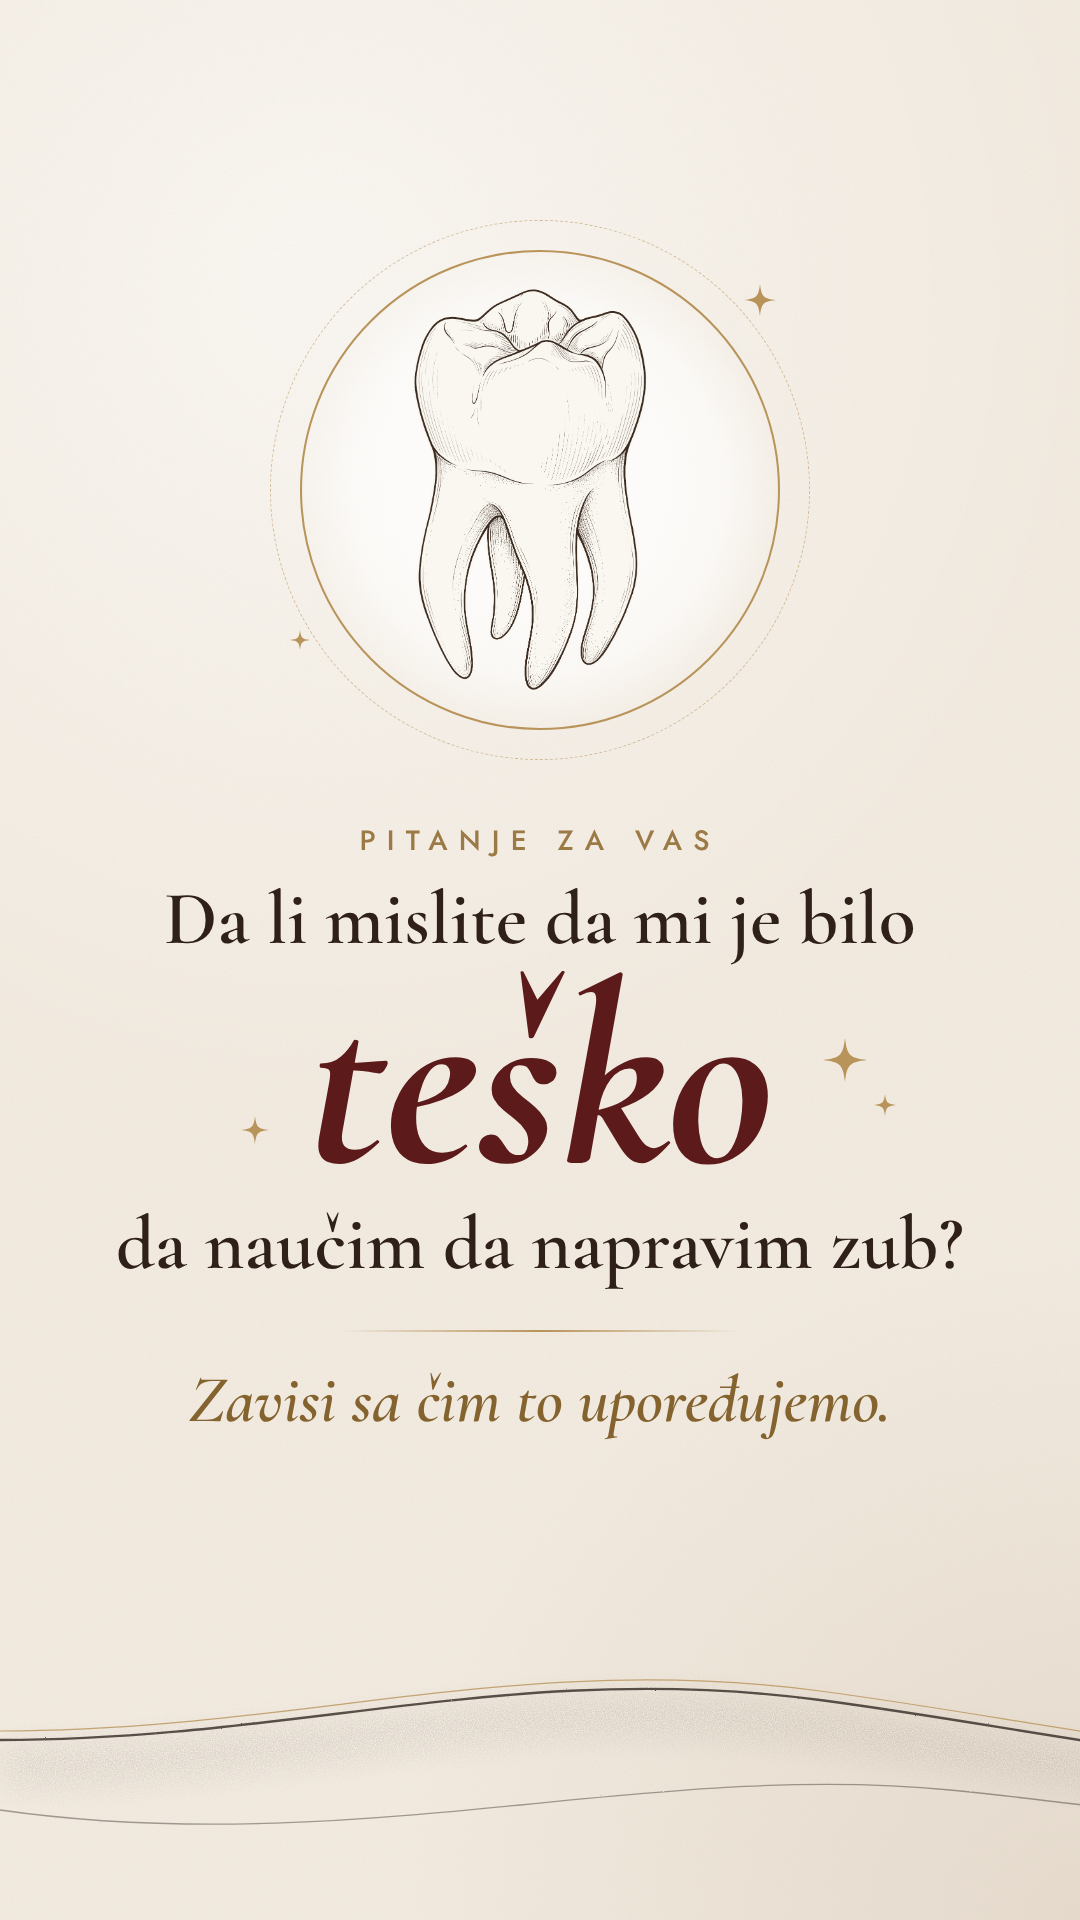 PITANJE ZA VAS
Da li mislite da mi je bilo
teško
da naučim da napravim zub?
Zavisi sa čim to upoređujemo.